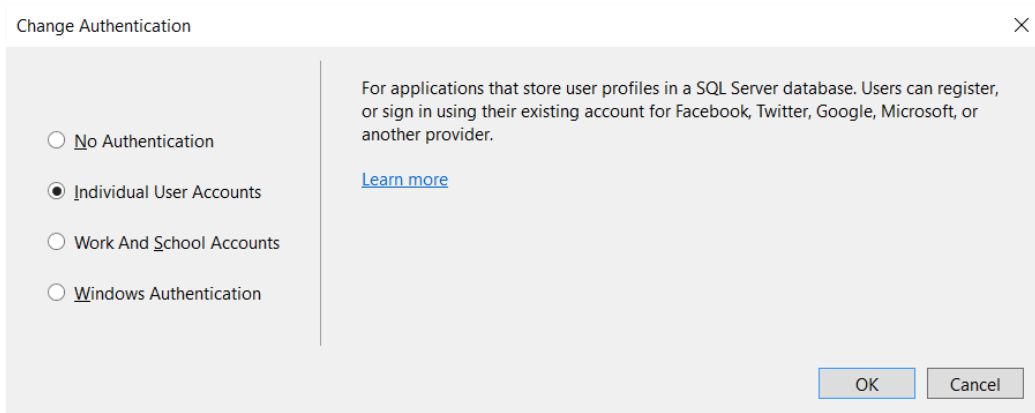 Change Authentication
No Authentication
Individual User Accounts
Work And School Accounts
Windows Authentication
For applications that store user profiles in a SQL Server database. Users can register,
or sign in using their existing account for Facebook, Twitter, Google, Microsoft, or
another provider.
Learn more
OK
Cancel